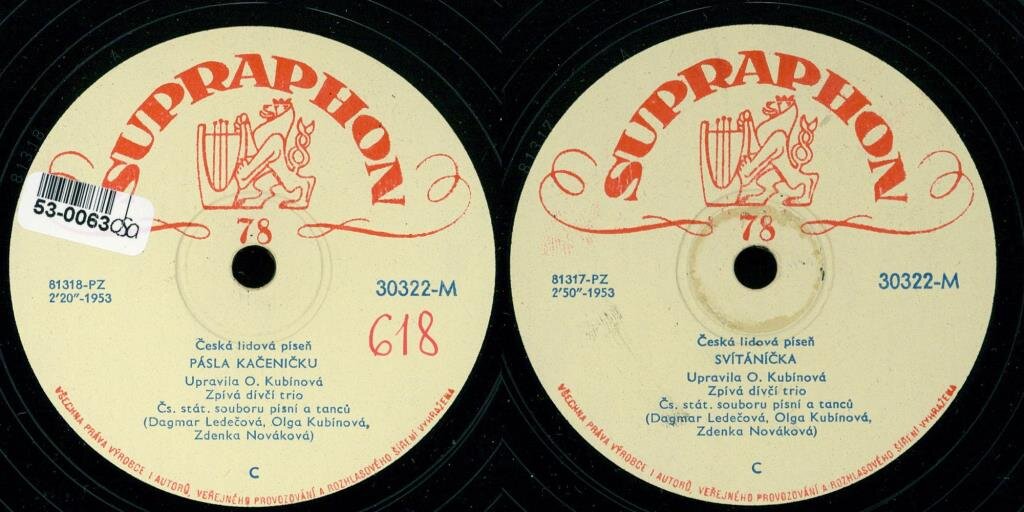 SUPRAPHON
78
53-0063
81318
81318-PZ
2'20"-1953
30322-M
618
Česká lidová píseň
PÁSLA KAČENIČKU
Upravila O. Kubínová
Zpívá dívčí trio
Čs. stát. souboru písní a tanců
(Dagmar Ledečová, Olga Kubínová,
Zdenka Nováková)
C
VŠECHNA PRÁVA VÝROBCE I AUTORŮ, VEŘEJNÉHO PROVOZOVÁNÍ A ROZHLASOVÉHO ŠÍŘENÍ VYHRAZENA
SUPRAPHON
78
81317
81317-PZ
2'50"-1953
30322-M
Česká lidová píseň
SVÍTÁNÍČKA
Upravila O. Kubínová
Zpívá dívčí trio
Čs. stát. souboru písní a tanců
(Dagmar Ledečová, Olga Kubínová,
Zdenka Nováková)
C
VŠECHNA PRÁVA VÝROBCE I AUTORŮ, VEŘEJNÉHO PROVOZOVÁNÍ A ROZHLASOVÉHO ŠÍŘENÍ VYHRAZENA